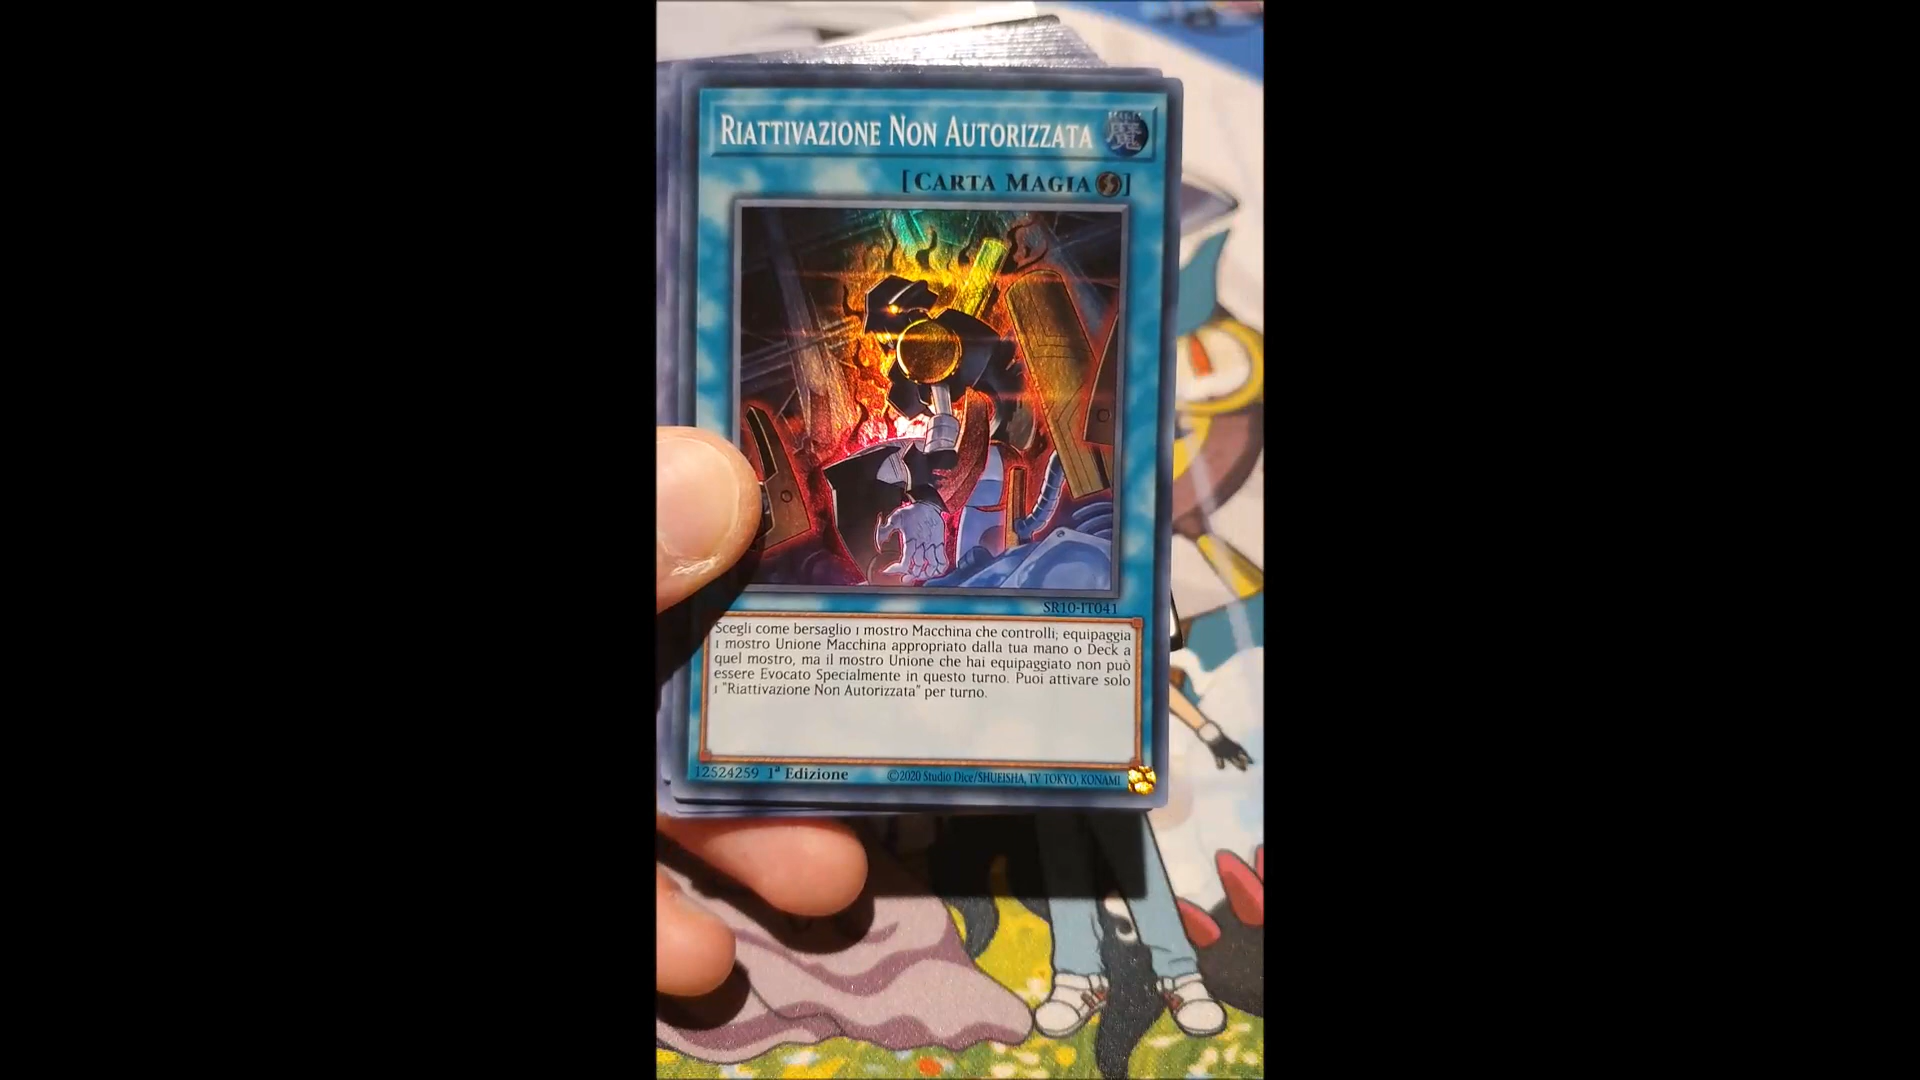 RIATTIVAZIONE NON AUTORIZZATA
魔
[CARTA MAGIA]
SR10-IT041
Scegli come bersaglio 1 mostro Macchina che controlli; equipaggia
1 mostro Unione Macchina appropriato dalla tua mano o Deck a
quel mostro, ma il mostro Unione che hai equipaggiato non può
essere Evocato Specialmente in questo turno. Puoi attivare solo
1 "Riattivazione Non Autorizzata" per turno.
12524259 1ª Edizione ©2020 Studio Dice/SHUEISHA, TV TOKYO, KONAMI